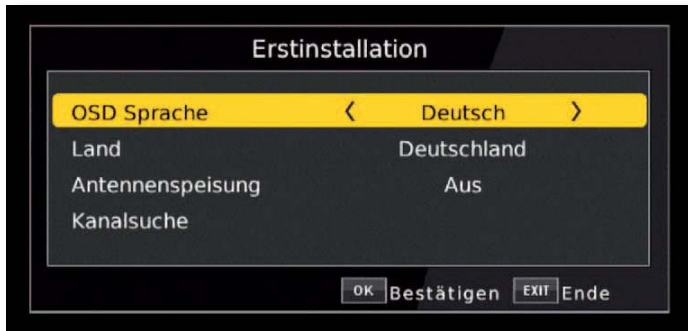 Erstinstallation
OSD Sprache < Deutsch >
Land Deutschland
Antennenspeisung Aus
Kanalsuche
OK Bestätigen EXIT Ende